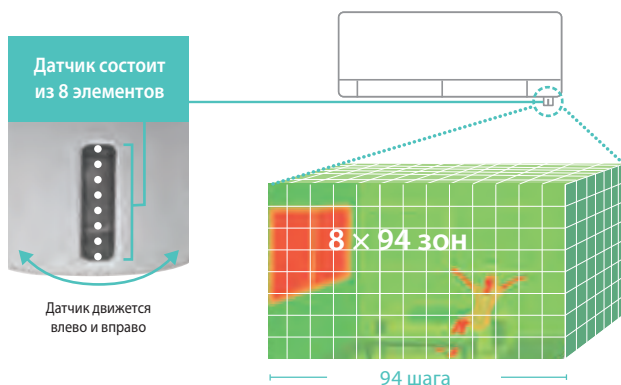 Датчик состоит
из 8 элементов
8 × 94 зон
Датчик движется
влево и вправо
94 шага